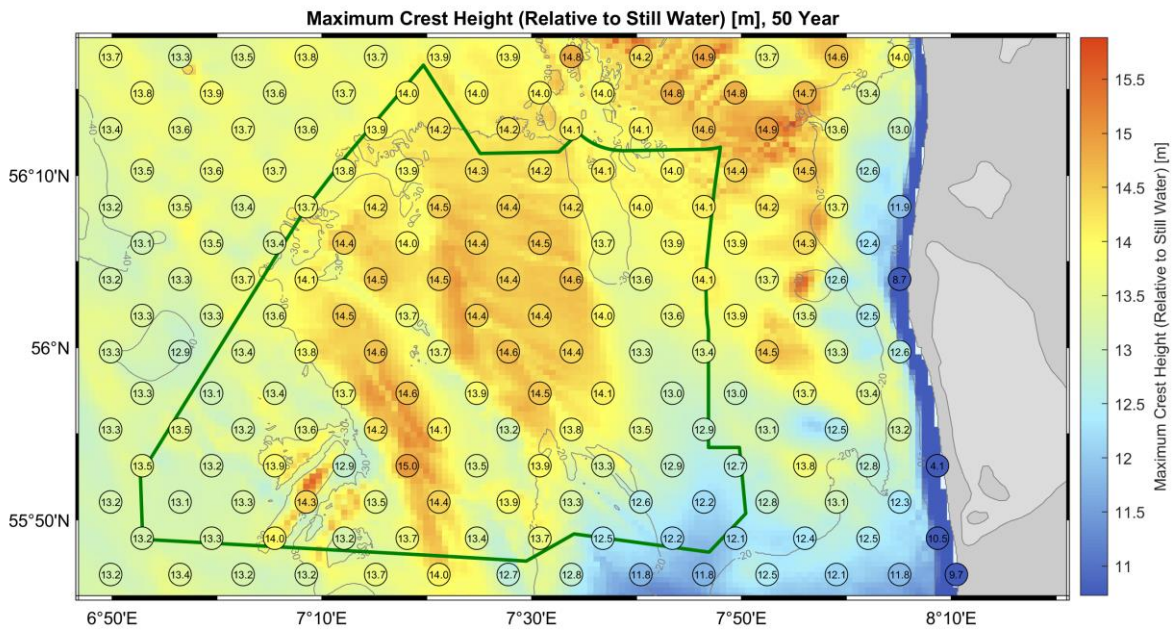 Maximum Crest Height (Relative to Still Water) [m], 50 Year
13.7 13.3 13.5 13.8 13.7 13.9 13.9 14.8 14.2 14.9 13.7 14.6 14.0
13.8 13.9 13.6 13.7 14.0 14.0 14.0 14.0 14.8 14.8 14.7 13.4
13.4 13.6 13.7 13.6 13.9 14.2 14.2 14.1 14.1 14.6 14.9 13.6 13.0
56°10'N
13.5 13.6 13.7 13.8 13.9 14.3 14.2 14.1 14.0 14.4 14.5 12.6
13.2 13.5 13.4 13.7 14.2 14.5 14.4 14.2 14.0 14.1 14.2 13.7 11.9
13.1 13.5 13.4 14.4 14.0 14.4 14.5 13.7 13.9 13.9 14.3 12.4
13.2 13.3 13.7 14.1 14.5 14.5 14.4 14.6 13.6 14.1 13.7 12.6 8.7
13.3 13.3 13.6 14.5 13.7 14.4 14.4 14.0 13.6 13.9 13.5 12.5
56°N
13.3 12.9 13.4 13.8 14.6 13.7 14.6 14.4 13.3 13.4 14.5 13.3 12.6
13.3 13.1 13.4 13.7 14.6 13.9 14.5 14.1 13.0 13.0 13.7 13.4
13.3 13.5 13.2 13.6 14.2 14.1 13.2 13.8 13.5 12.9 13.1 12.5 13.2
13.5 13.2 13.9 12.9 15.0 13.5 13.9 13.3 12.9 12.7 13.8 12.8 4.1
13.2 13.1 13.3 14.3 13.5 14.4 13.9 13.3 12.6 12.2 12.8 13.1 12.3
55°50'N
13.2 13.3 14.0 13.2 13.7 13.4 13.7 12.5 12.2 12.1 12.4 12.5 10.5
13.2 13.4 13.2 13.2 13.7 14.0 12.7 12.8 11.8 11.8 12.5 12.1 11.8 9.7
6°50'E 7°10'E 7°30'E 7°50'E 8°10'E
15.5
15
14.5
14
13.5
13
12.5
12
11.5
11
Maximum Crest Height (Relative to Still Water) [m]